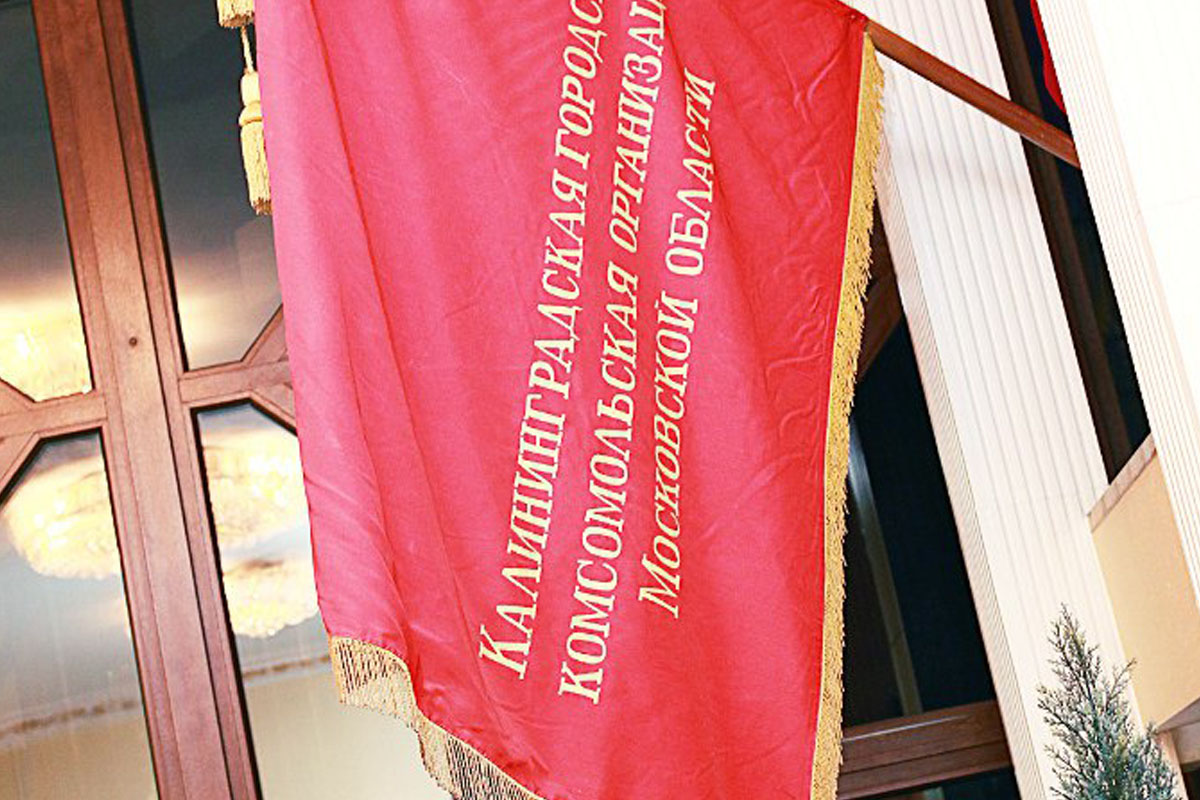 Калининградская городс
комсомольская организац
Московской области